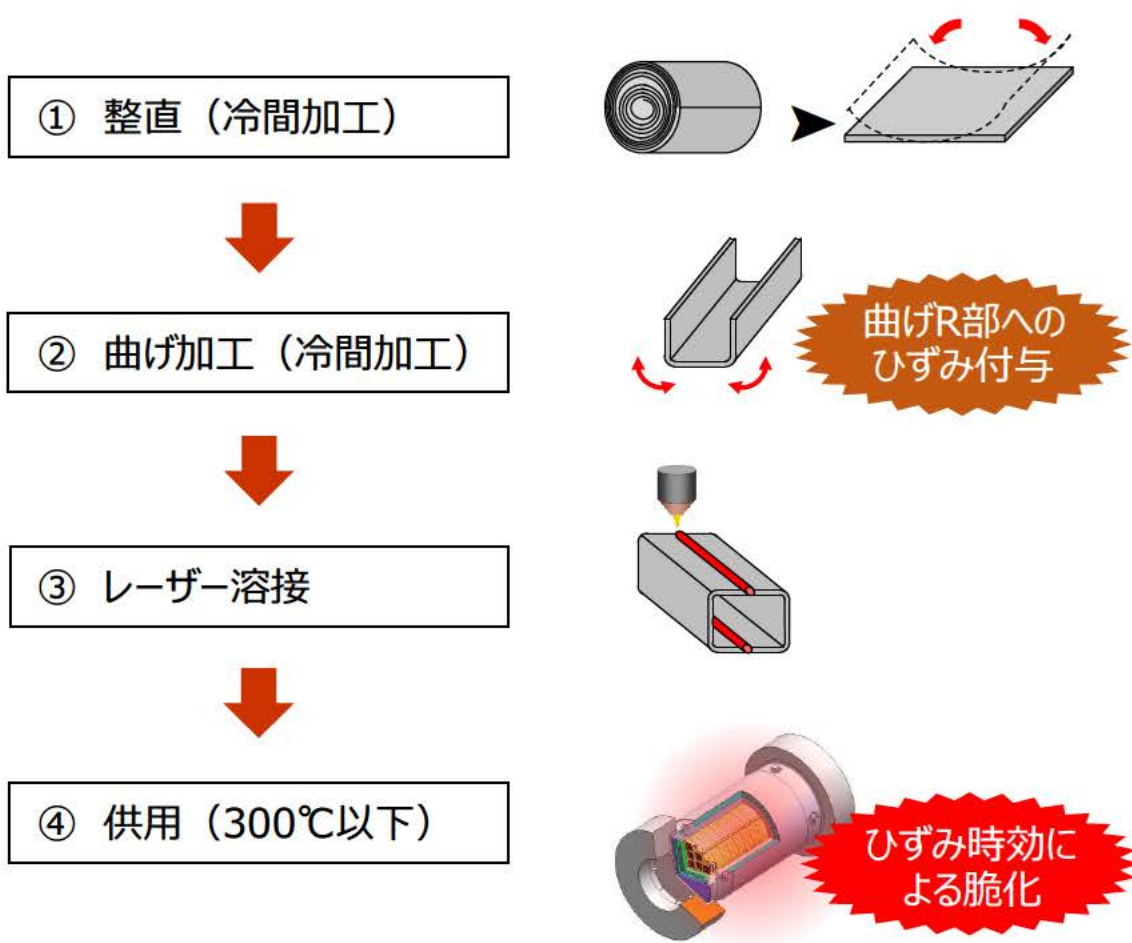 ① 整直（冷間加工）
② 曲げ加工（冷間加工）
曲げR部への
ひずみ付与
③ レーザー溶接
④ 供用（300℃以下）
ひずみ時効に
よる脆化